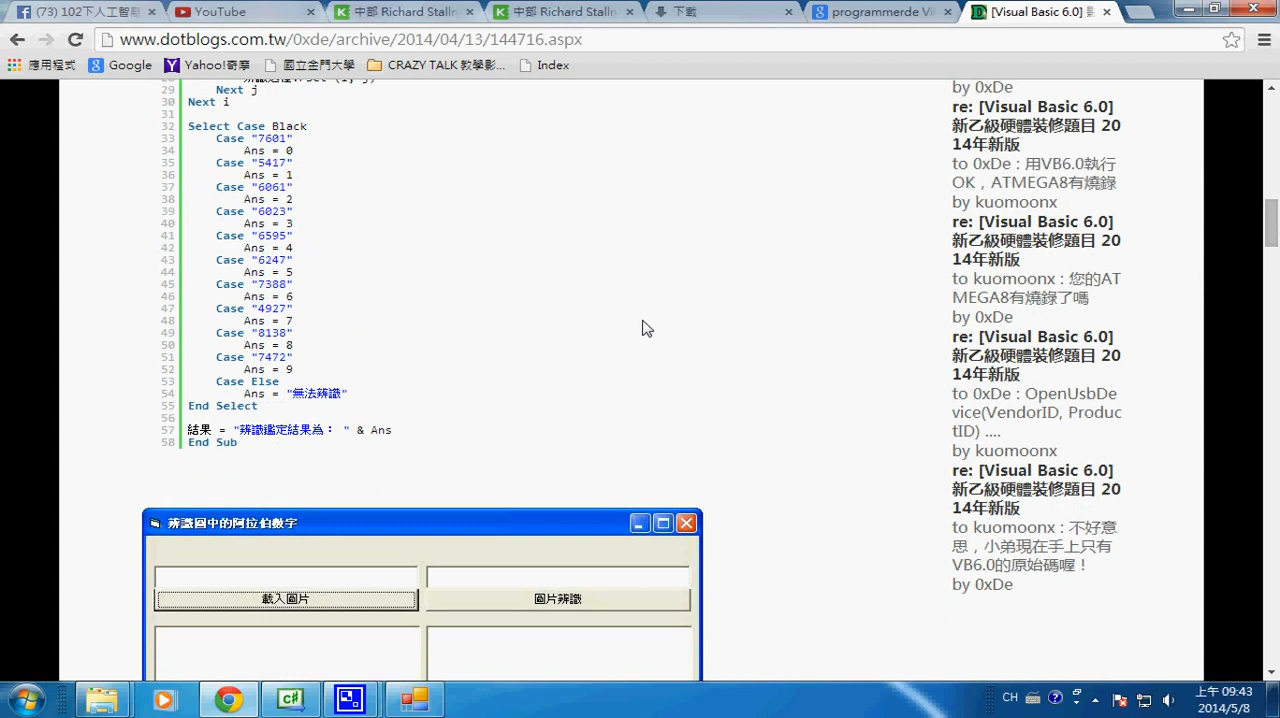 (73) 102下人工智慧
YouTube
中部 Richard Stallm
中部 Richard Stallm
下載
programmerde Vi
[Visual Basic 6.0] 影
www.dotblogs.com.tw/0xde/archive/2014/04/13/144716.aspx
應用程式
Google
Yahoo!奇摩
國立金門大學
CRAZY TALK 教學影...
Index
29 Next j
30 Next i
31
32 Select Case Black
33 Case "7601"
34 Ans = 0
35 Case "5417"
36 Ans = 1
37 Case "6061"
38 Ans = 2
39 Case "6023"
40 Ans = 3
41 Case "6595"
42 Ans = 4
43 Case "6247"
44 Ans = 5
45 Case "7388"
46 Ans = 6
47 Case "4927"
48 Ans = 7
49 Case "8138"
50 Ans = 8
51 Case "7472"
52 Ans = 9
53 Case Else
54 Ans = "無法辨識"
55 End Select
56
57 結果 = "辨識鑑定結果為： " & Ans
58 End Sub
辨識圖中的阿拉伯數字
載入圖片
圖片辨識
by 0xDe
re: [Visual Basic 6.0]
新乙級硬體裝修題目 20
14年新版
to 0xDe : 用VB6.0執行
OK，ATMEGA8有燒錄
by kuomoonx
re: [Visual Basic 6.0]
新乙級硬體裝修題目 20
14年新版
to kuomoonx : 您的AT
MEGA8有燒錄了嗎
by 0xDe
re: [Visual Basic 6.0]
新乙級硬體裝修題目 20
14年新版
to 0xDe : OpenUsbDe
vice(VendorID, Produc
tID) ....
by kuomoonx
re: [Visual Basic 6.0]
新乙級硬體裝修題目 20
14年新版
to kuomoonx : 不好意
思，小弟現在手上只有
VB6.0的原始碼喔！
by 0xDe
CH
上午 09:43
2014/5/8